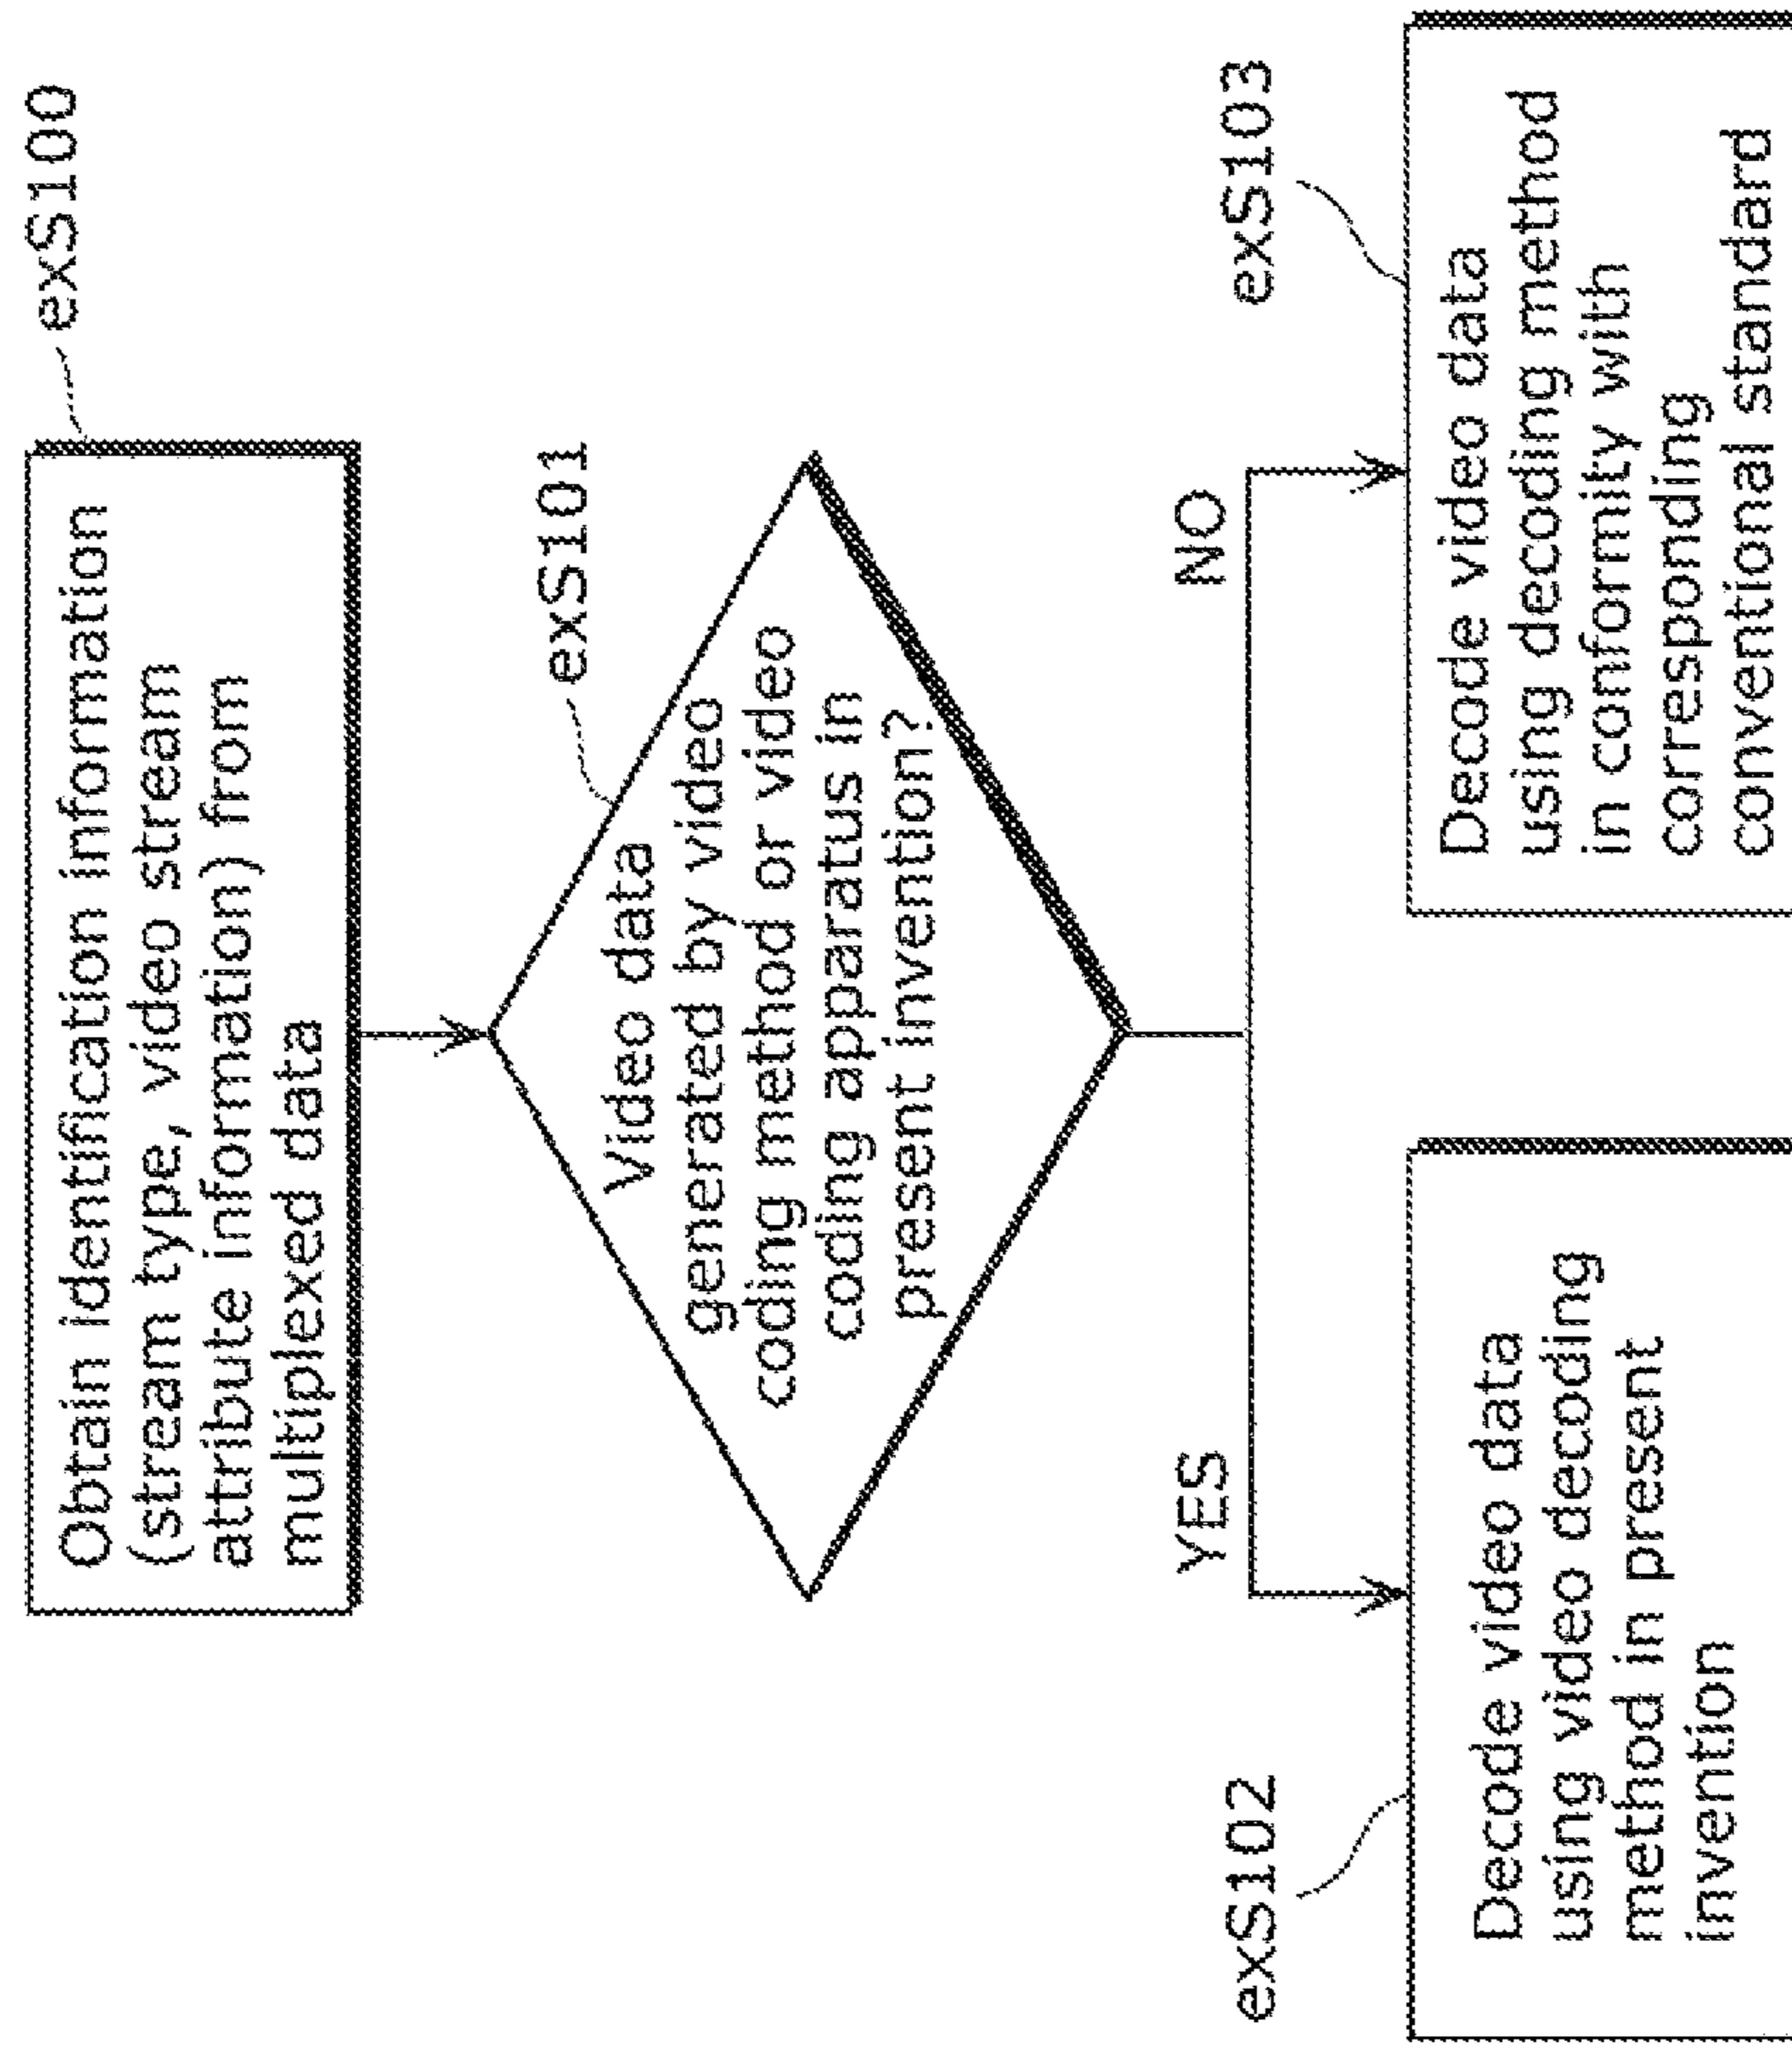 exS100
Obtain identification information
(stream type, video stream
attribute information) from
multiplexed data
exS101
Video data
generated by video
coding method or video
coding apparatus in
present invention?
YES
NO
exS102
Decode video data
using video decoding
method in present
invention
exS103
Decode video data
using decoding method
in conformity with
corresponding
conventional standard